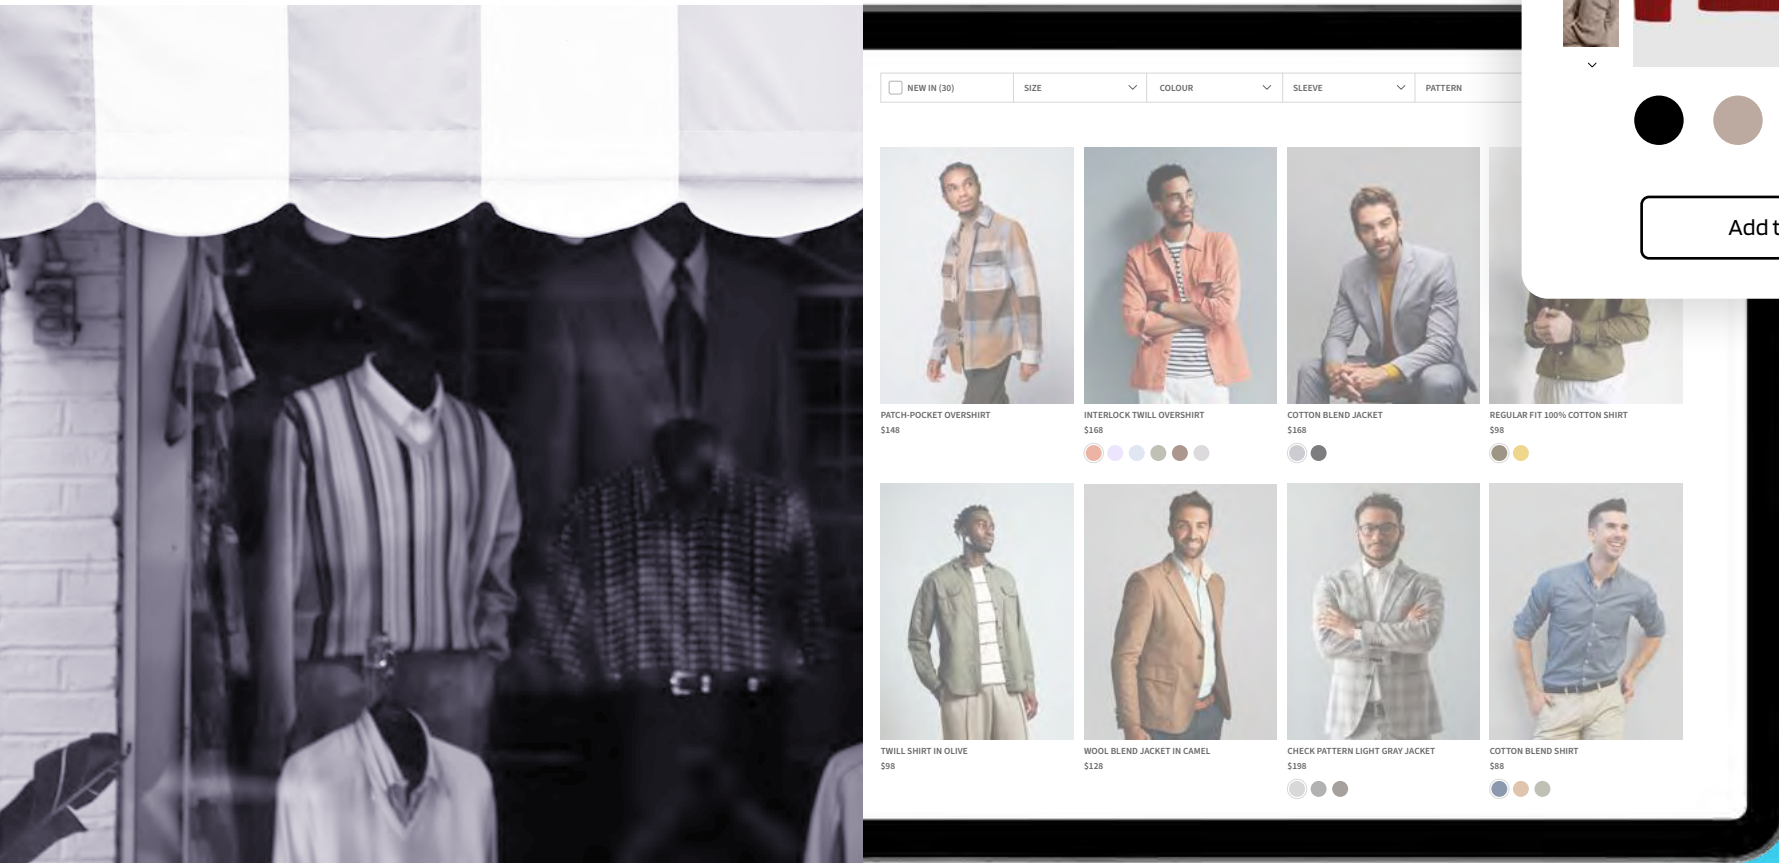 NEW IN (30) SIZE COLOUR SLEEVE PATTERN
Add t
PATCH-POCKET OVERSHIRT
$148
INTERLOCK TWILL OVERSHIRT
$168
COTTON BLEND JACKET
$168
REGULAR FIT 100% COTTON SHIRT
$98
TWILL SHIRT IN OLIVE
$98
WOOL BLEND JACKET IN CAMEL
$128
CHECK PATTERN LIGHT GRAY JACKET
$198
COTTON BLEND SHIRT
$88